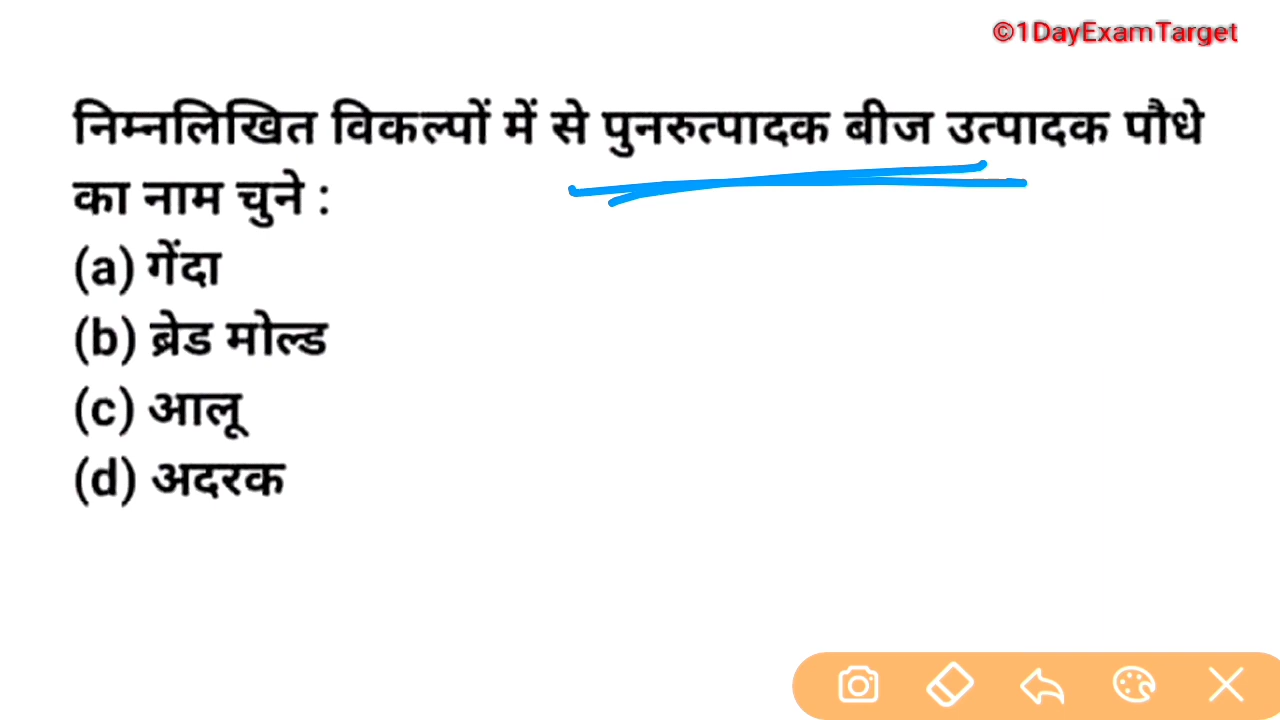 ©1DayExamTarget
निम्नलिखित विकल्पों में से पुनरुत्पादक बीज उत्पादक पौधे
का नाम चुने :
(a) गेंदा
(b) ब्रेड मोल्ड
(c) आलू
(d) अदरक